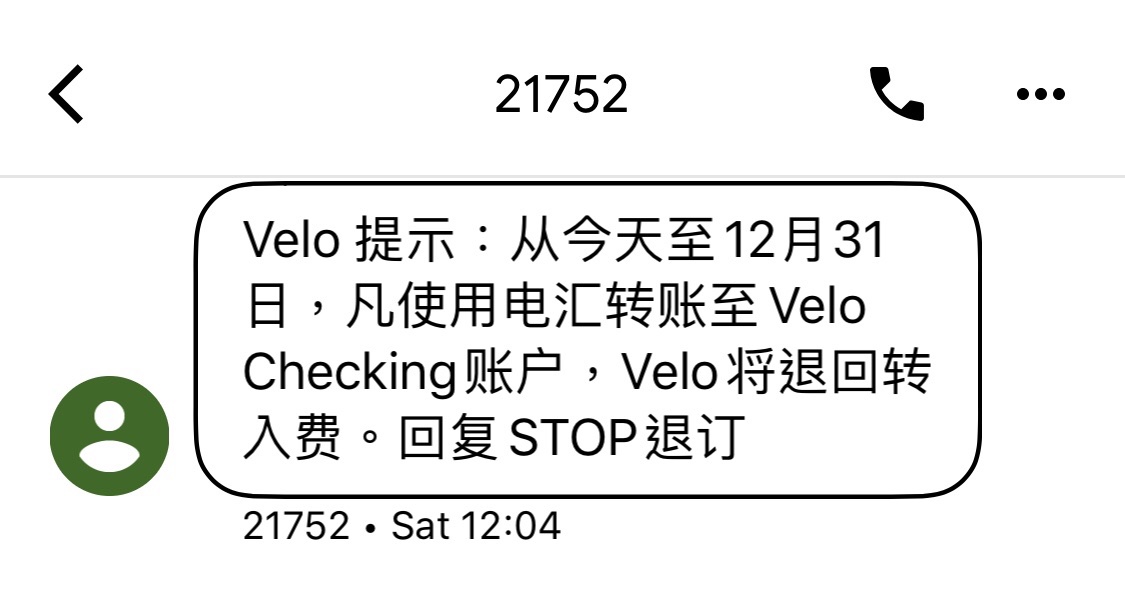 21752
Velo 提示：从今天至12月31
日，凡使用电汇转账至 Velo
Checking账户，Velo将退回转
入费。回复 STOP退订
21752 • Sat 12:04